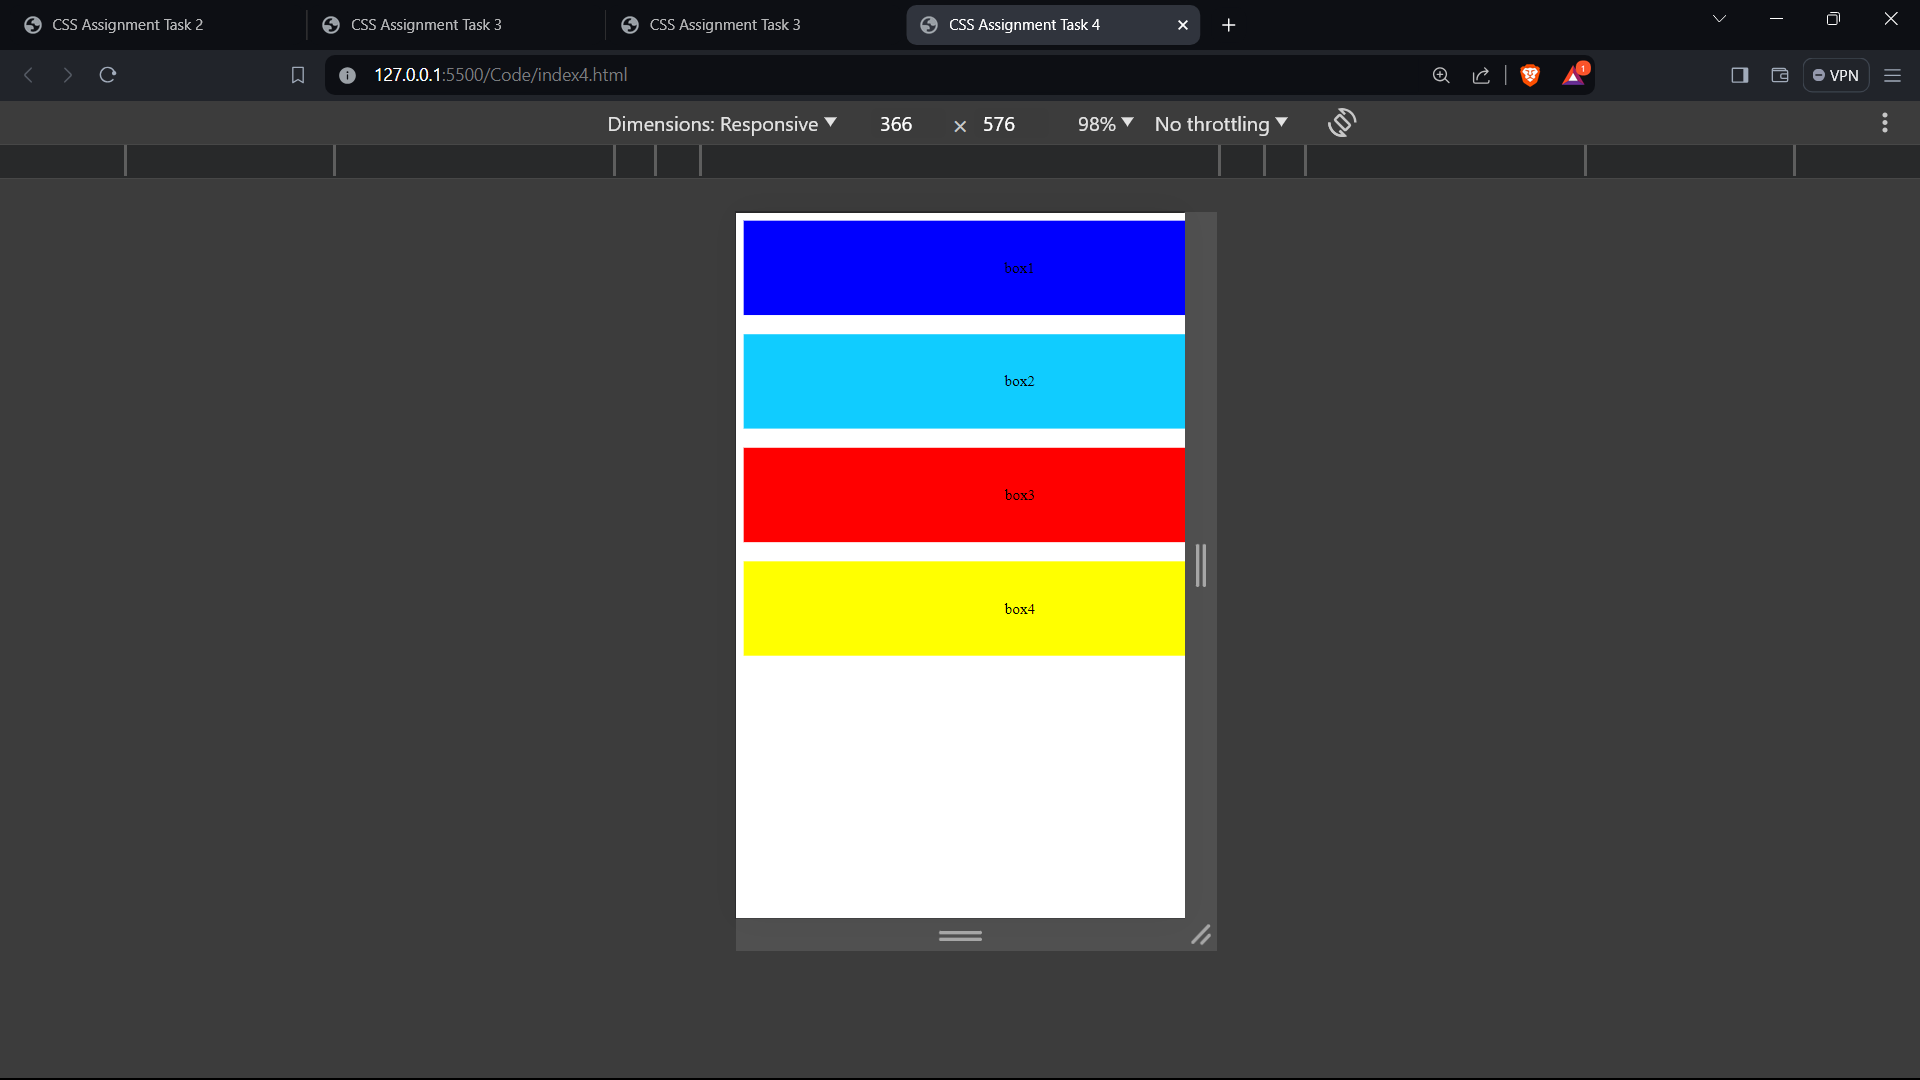 CSS Assignment Task 2
CSS Assignment Task 3
CSS Assignment Task 3
CSS Assignment Task 4
127.0.0.1:5500/Code/index4.html
1
VPN
Dimensions: Responsive 366 × 576 98% No throttling
box1
box2
box3
box4